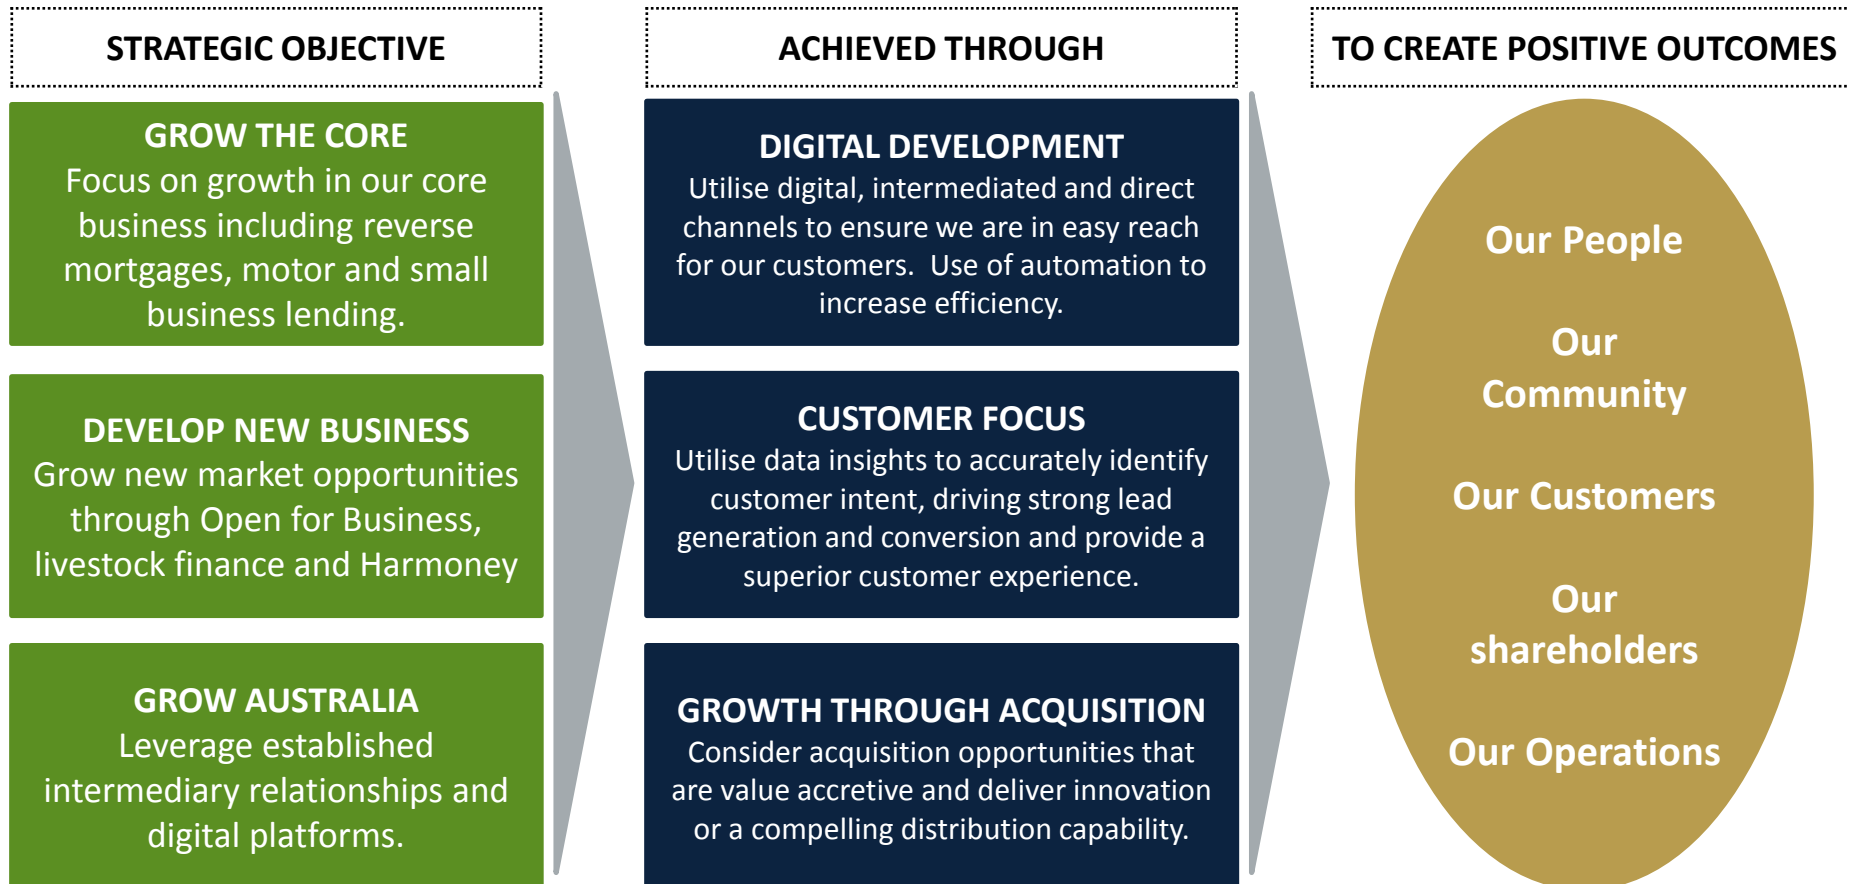 STRATEGIC OBJECTIVE
GROW THE CORE
Focus on growth in our core
business including reverse
mortgages, motor and small
business lending.
DEVELOP NEW BUSINESS
Grow new market opportunities
through Open for Business,
livestock finance and Harmoney
GROW AUSTRALIA
Leverage established
intermediary relationships and
digital platforms.
ACHIEVED THROUGH
DIGITAL DEVELOPMENT
Utilise digital, intermediated and direct
channels to ensure we are in easy reach
for our customers.  Use of automation to
increase efficiency.
CUSTOMER FOCUS
Utilise data insights to accurately identify
customer intent, driving strong lead
generation and conversion and provide a
superior customer experience.
GROWTH THROUGH ACQUISITION
Consider acquisition opportunities that
are value accretive and deliver innovation
or a compelling distribution capability.
TO CREATE POSITIVE OUTCOMES
Our People
Our
Community
Our Customers
Our
shareholders
Our Operations